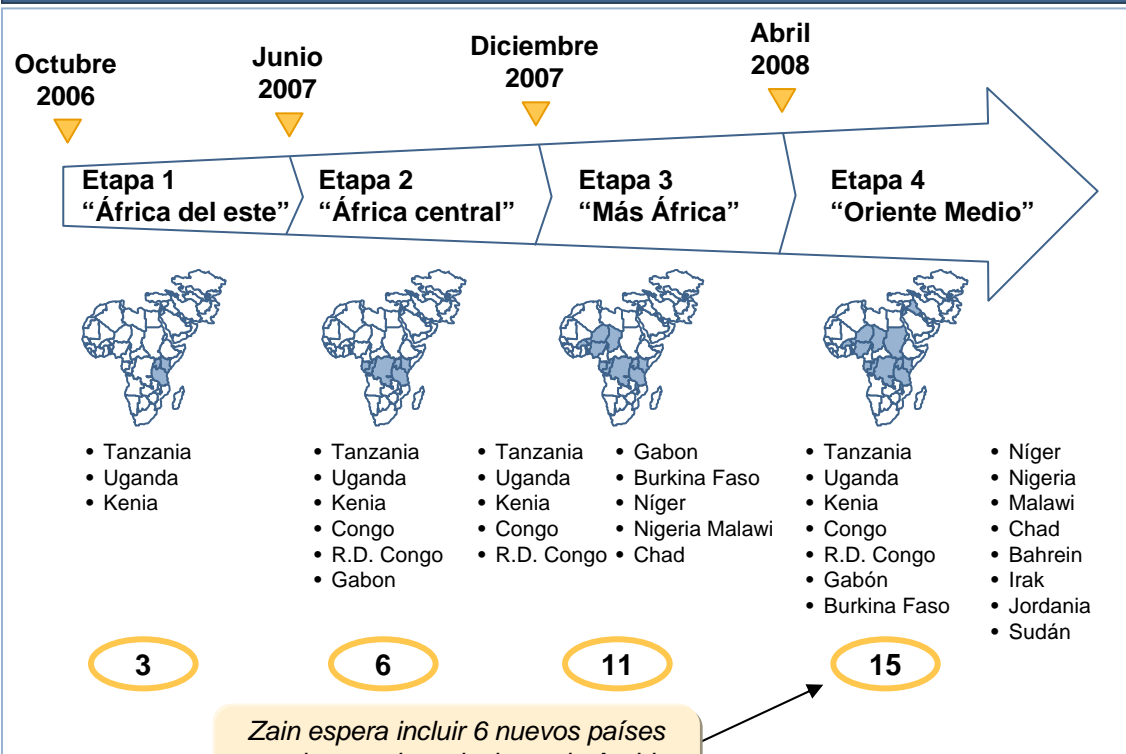 Octubre
2006
Junio
2007
Diciembre
2007
Abril
2008
Etapa 1
“África del este”
Etapa 2
“África central”
Etapa 3
“Más África”
Etapa 4
“Oriente Medio”
• Tanzania
• Uganda
• Kenia
• Tanzania
• Uganda
• Kenia
• Congo
• R.D. Congo
• Gabon
• Tanzania
• Uganda
• Kenia
• Congo
• R.D. Congo
• Gabon
• Burkina Faso
• Níger
• Nigeria Malawi
• Chad
• Tanzania
• Uganda
• Kenia
• Congo
• R.D. Congo
• Gabón
• Burkina Faso
• Níger
• Nigeria
• Malawi
• Chad
• Bahrein
• Irak
• Jordania
• Sudán
3
6
11
15
Zain espera incluir 6 nuevos países